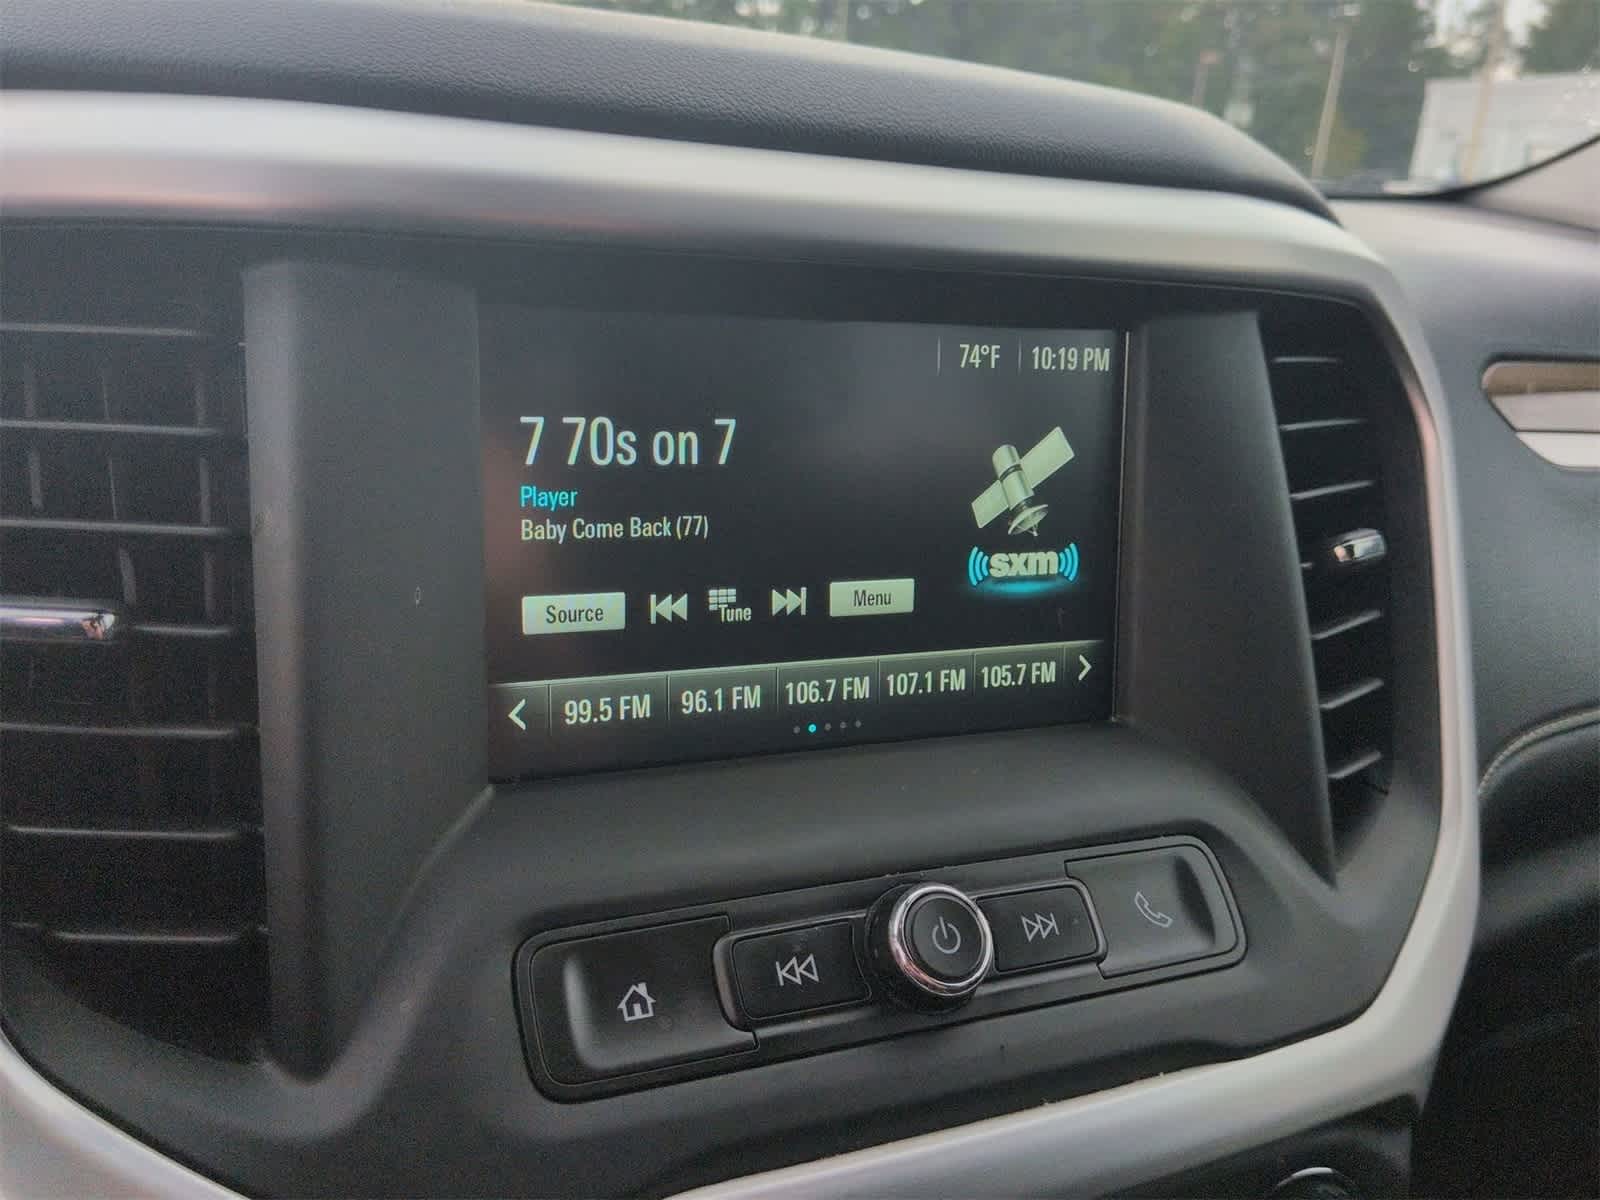 74°F 10:19 PM
7 70s on 7
Player
Baby Come Back (77)
sxm
Source Tune Menu
99.5 FM 96.1 FM 106.7 FM 107.1 FM 105.7 FM